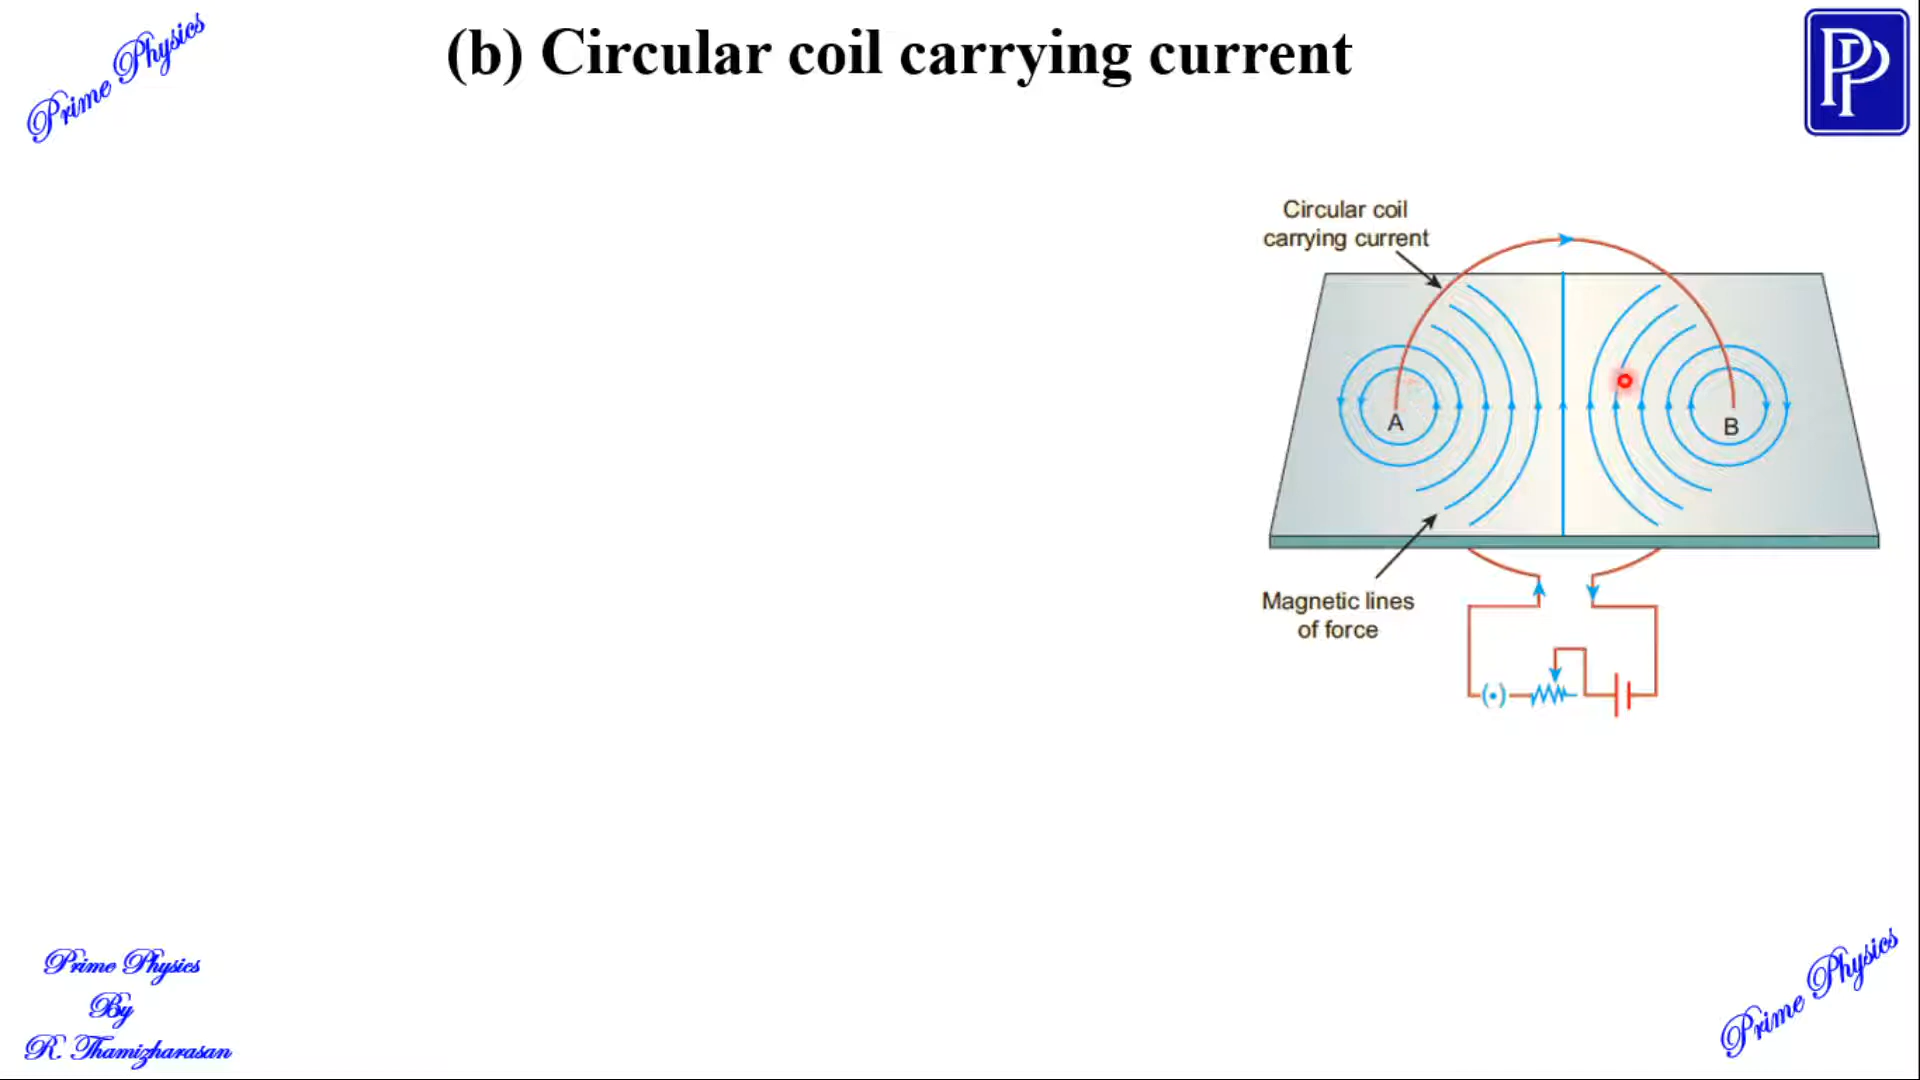 Prime Physics
(b) Circular coil carrying current
PP
Circular coil
carrying current
A
B
Magnetic lines
of force
Prime Physics
By
R. Thamizharasan
Prime Physics